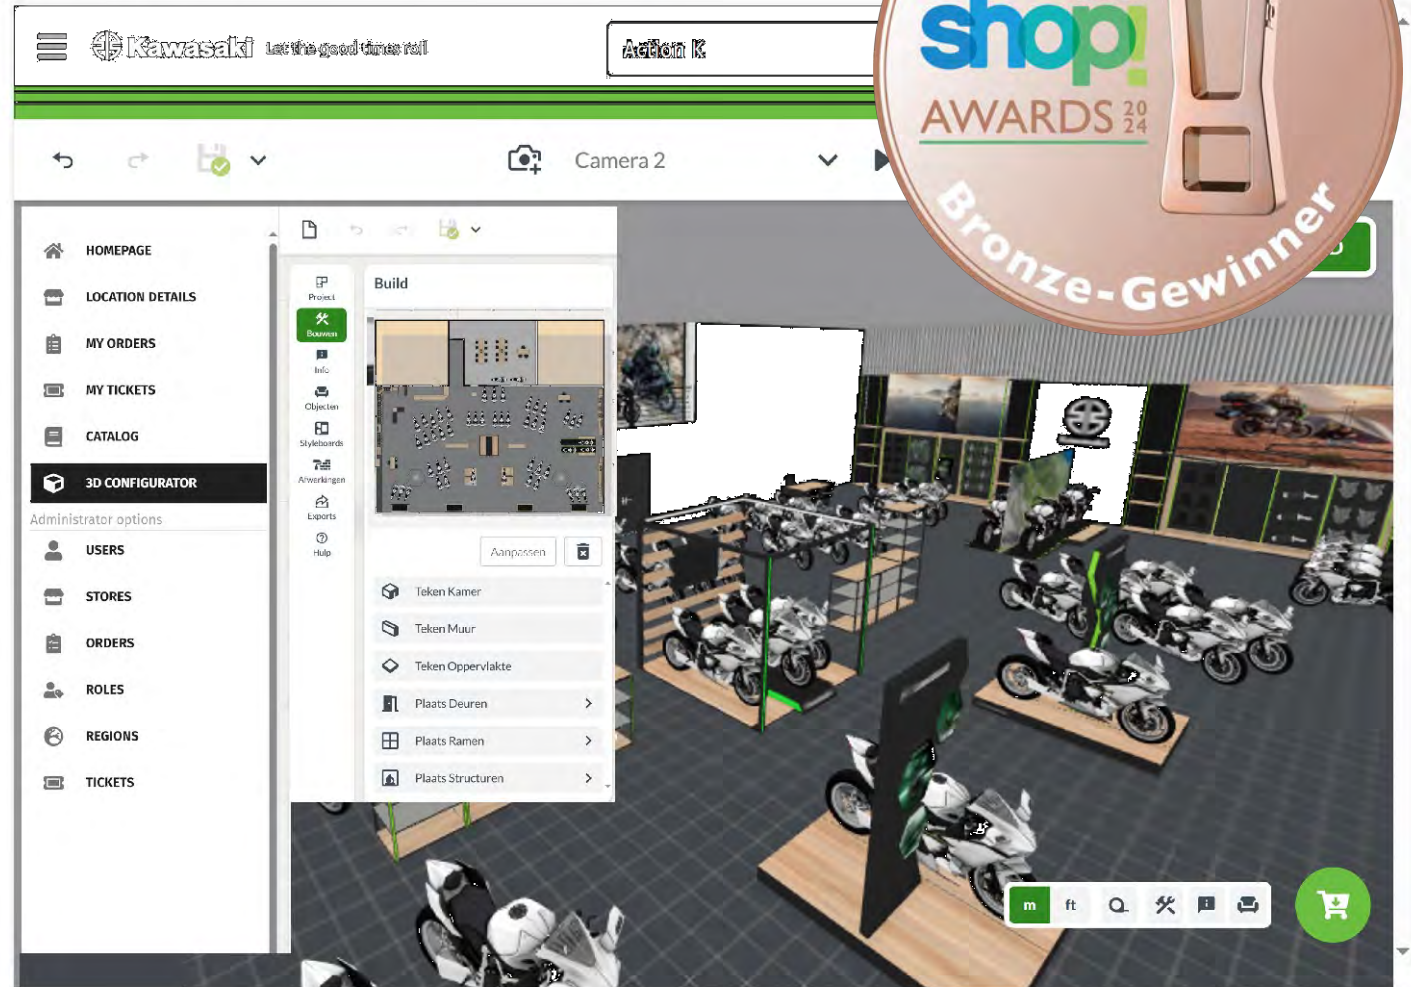 Kawasaki Let the good times roll
Action K
shop!
AWARDS 20 24
Bronze-Gewinner
Camera 2
D
HOMEPAGE
LOCATION DETAILS
MY ORDERS
MY TICKETS
CATALOG
3D CONFIGURATOR
Administrator options
USERS
STORES
ORDERS
ROLES
REGIONS
TICKETS
Project
Bouwen
Info
Objecten
Styleboards
Afwerkingen
Exports
Hulp
Build
Aanpassen
Teken Kamer
Teken Muur
Teken Oppervlakte
Plaats Deuren
Plaats Ramen
Plaats Structuren
m ft